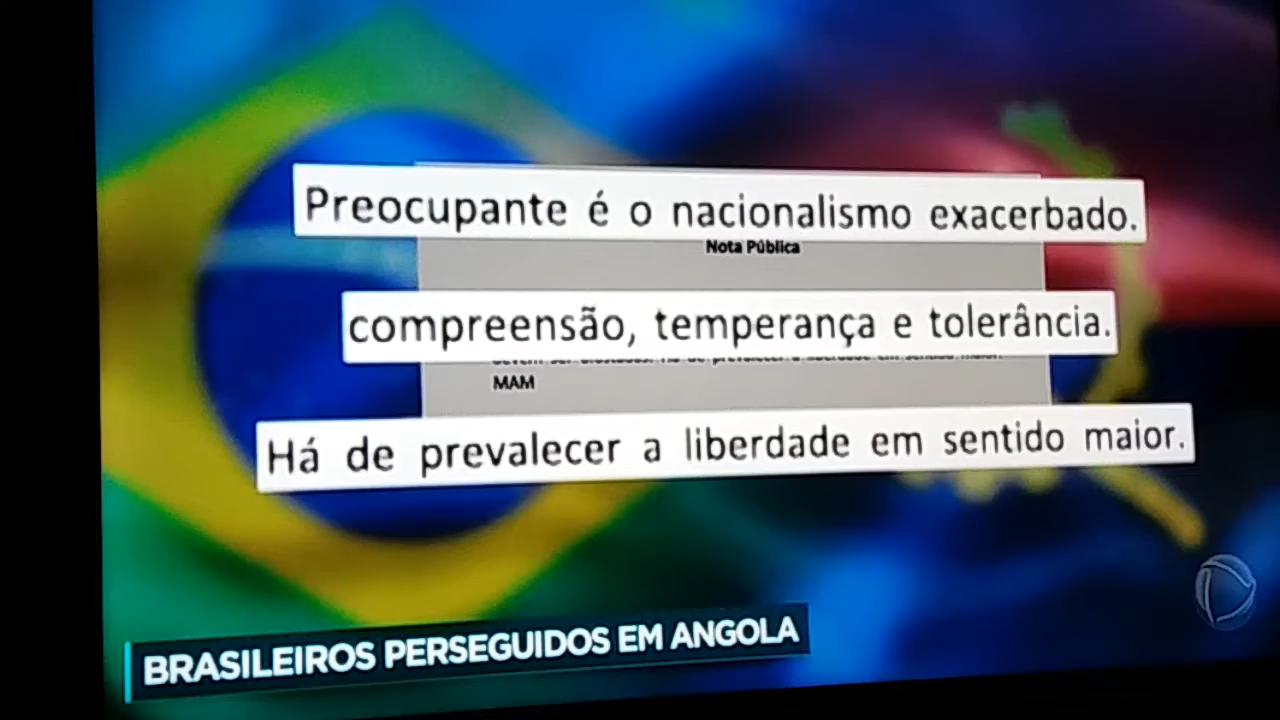 Preocupante é o nacionalismo exacerbado.
Nota Pública
compreensão, temperança e tolerância.
MAM
Há de prevalecer a liberdade em sentido maior.
BRASILEIROS PERSEGUIDOS EM ANGOLA